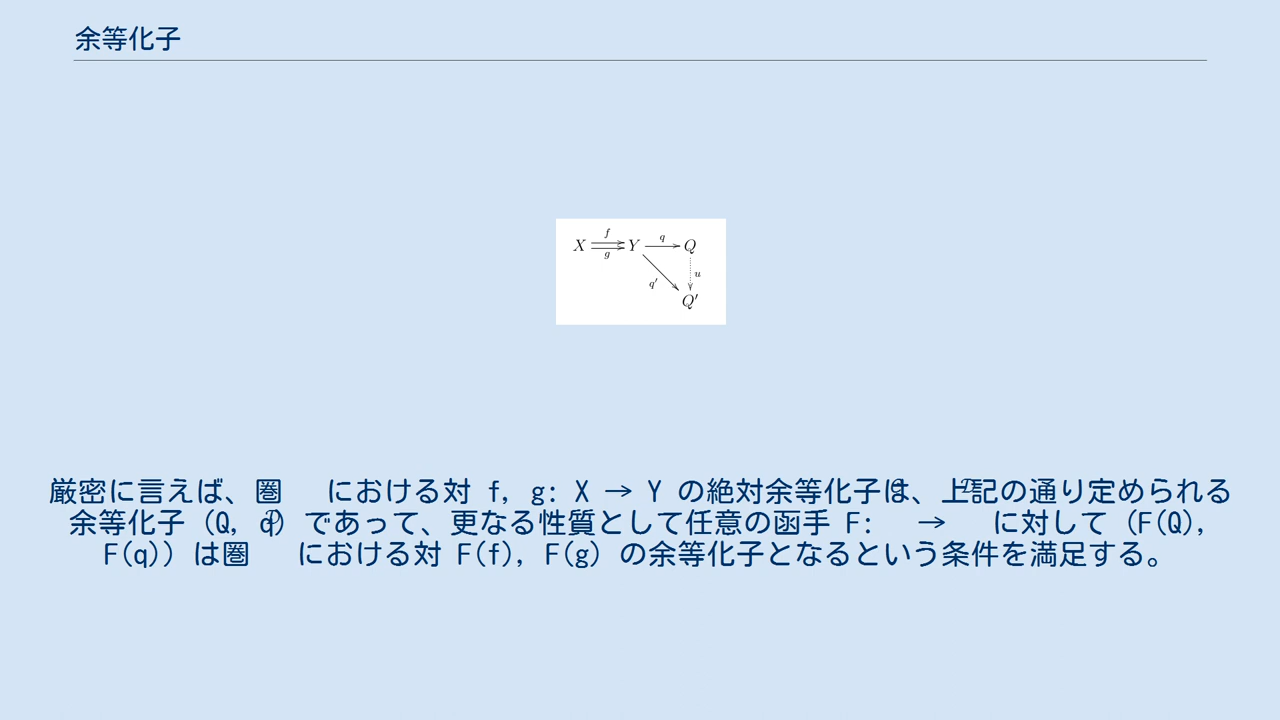 余等化子
X f g Y q Q
u
q′
Q′
厳密に言えば、圏 における対 f, g: X → Y の絶対余等化子は、上記の通り定められる
余等化子 (Q, q) であって、更なる性質として任意の函手 F: → に対して (F(Q),
F(q)) は圏 における対 F(f), F(g) の余等化子となるという条件を満足する。